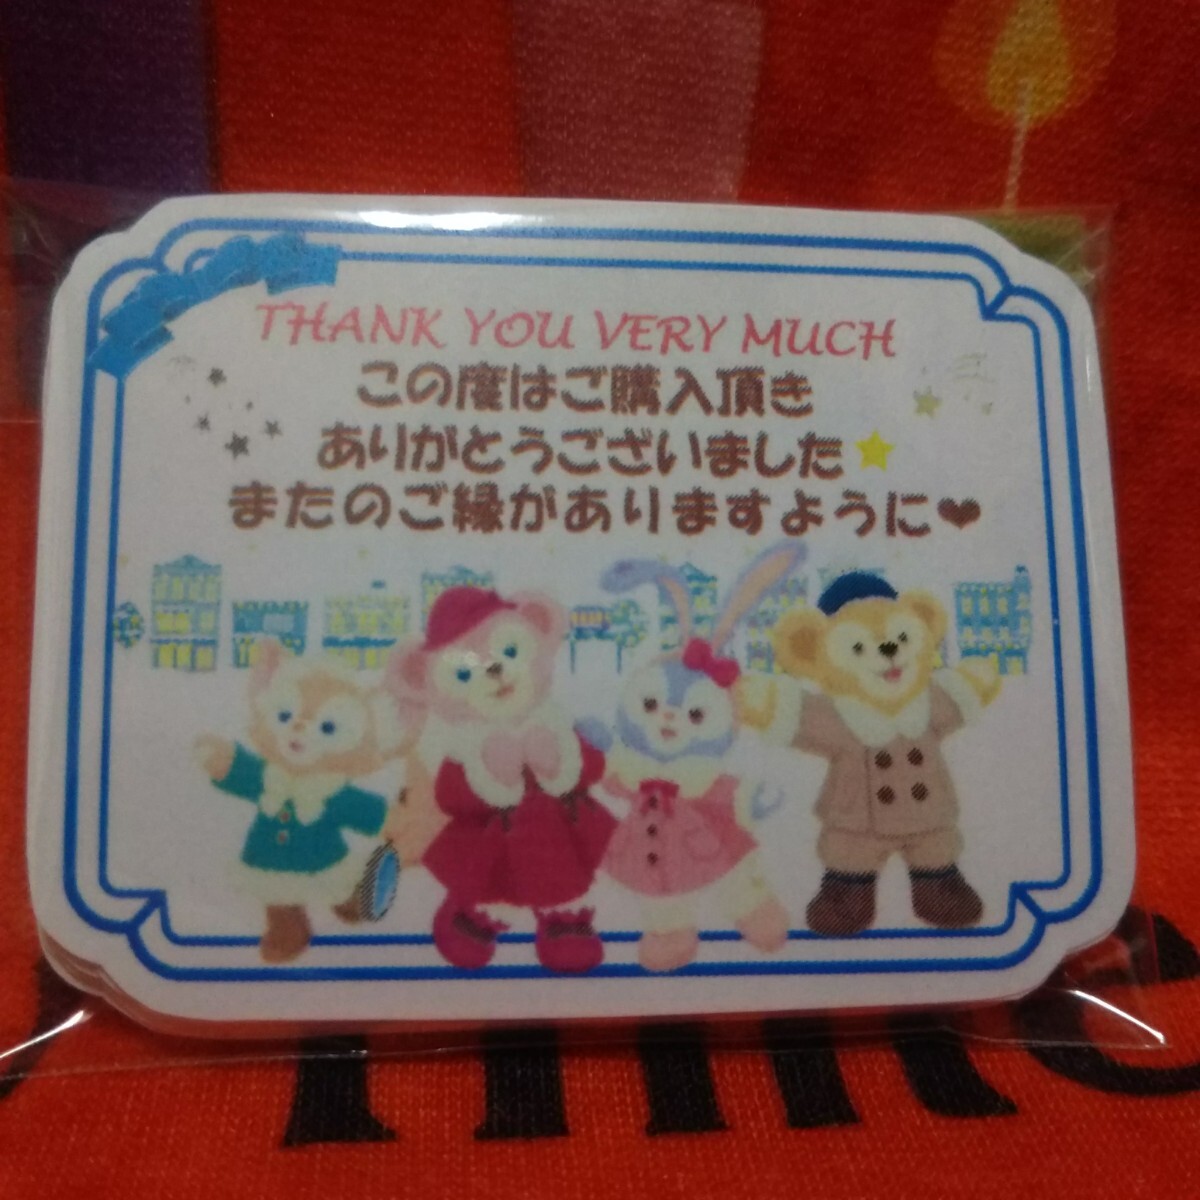 THANK YOU VERY MUCH
この度はご購入頂き
ありがとうございました
またのご縁がありますように❤